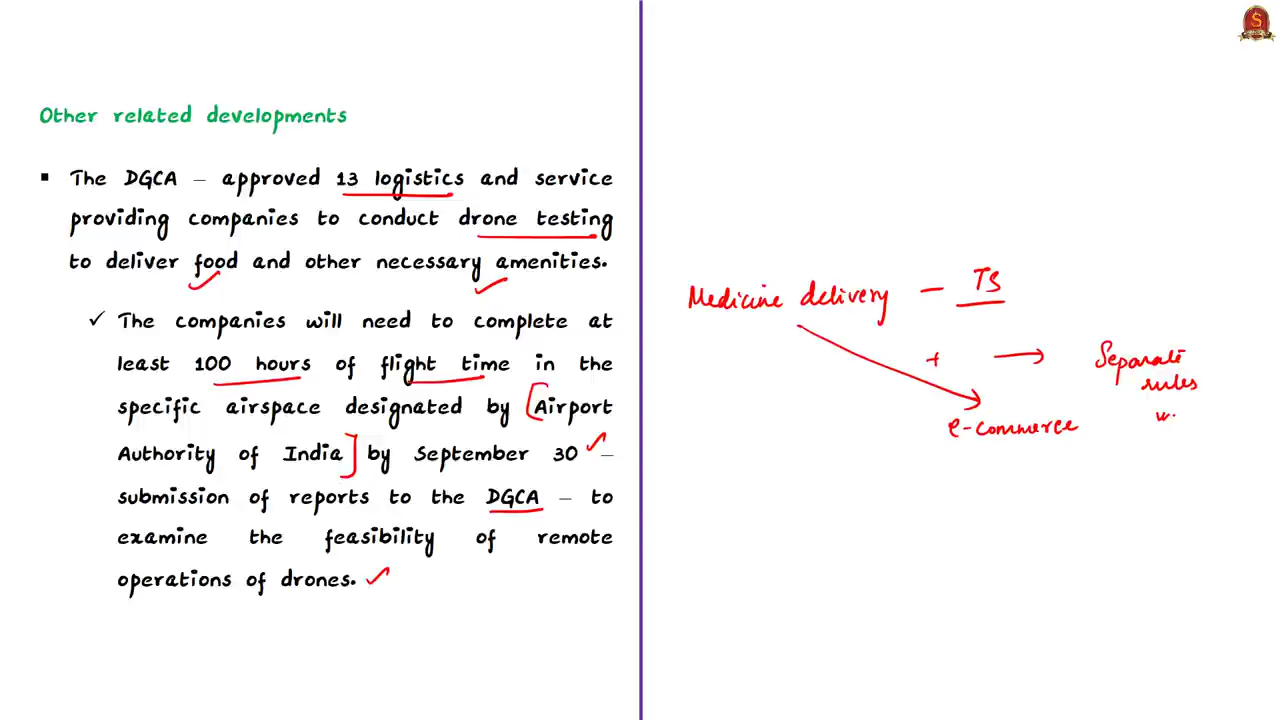 Other related developments
▪ The DGCA – approved 13 logistics and service
providing companies to conduct drone testing
to deliver food and other necessary amenities.
✓ The companies will need to complete at
least 100 hours of flight time in the
specific airspace designated by [Airport
Authority of India] by September 30 –
submission of reports to the DGCA – to
examine the feasibility of remote
operations of drones.
Medicine delivery – TS
+ → Separate
rules
e-commerce